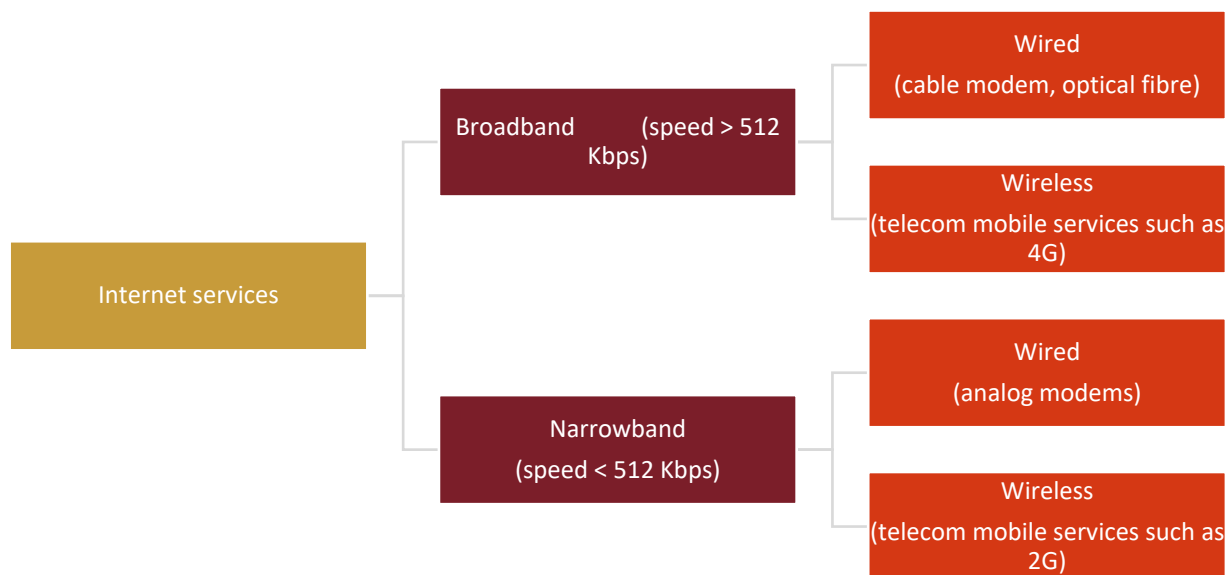 Internet services
Broadband (speed > 512
Kbps)
Wired
(cable modem, optical fibre)
Wireless
(telecom mobile services such as
4G)
Narrowband
(speed < 512 Kbps)
Wired
(analog modems)
Wireless
(telecom mobile services such as
2G)